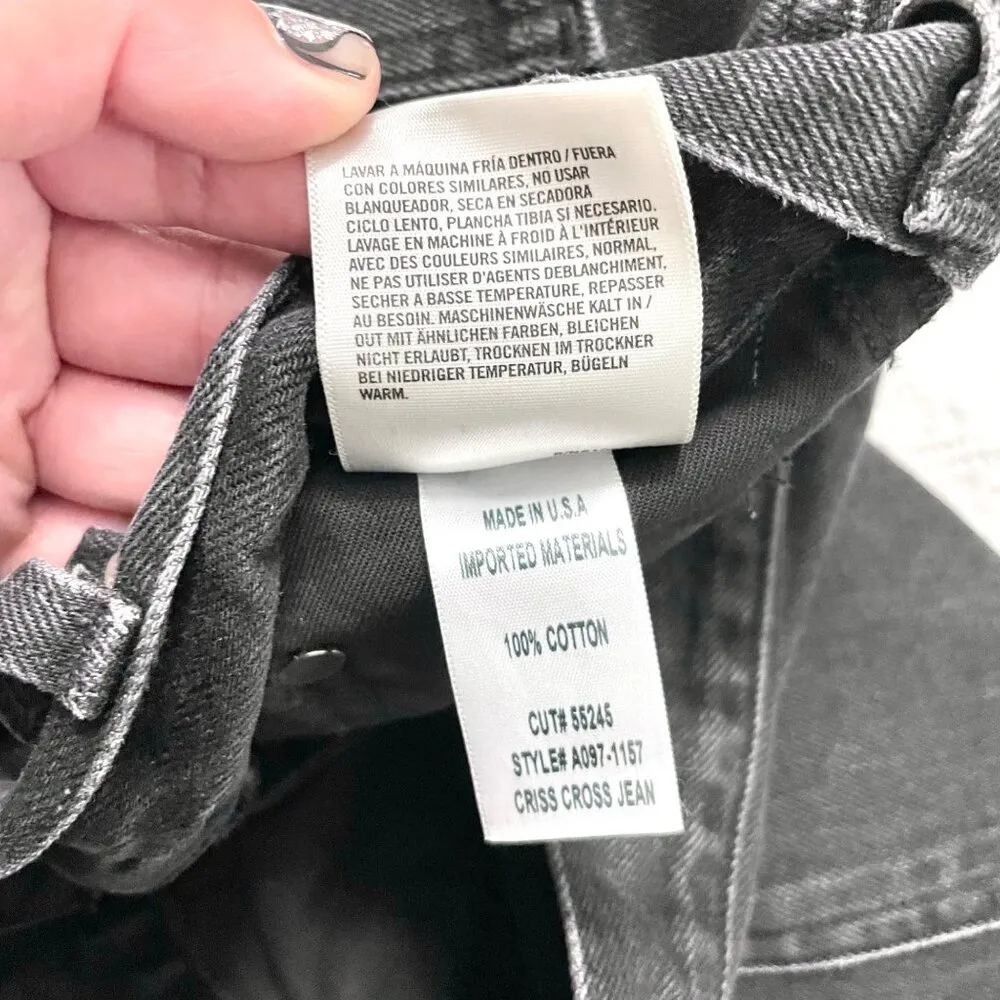 LAVAR A MÁQUINA FRÍA DENTRO / FUERA
CON COLORES SIMILARES, NO USAR
BLANQUEADOR, SECA EN SECADORA
CICLO LENTO, PLANCHA TIBIA SI NECESARIO.
LAVAGE EN MACHINE À FROID À L'INTÉRIEUR
AVEC DES COULEURS SIMILAIRES, NORMAL,
NE PAS UTILISER D'AGENTS DEBLANCHIMENT,
SECHER A BASSE TEMPERATURE, REPASSER
AU BESOIN. MASCHINENWÄSCHE KALT IN /
OUT MIT ÄHNLICHEN FARBEN, BLEICHEN
NICHT ERLAUBT, TROCKNEN IM TROCKNER
BEI NIEDRIGER TEMPERATUR, BÜGELN
WARM.
MADE IN U.S.A
IMPORTED MATERIALS
100% COTTON
CUT# 55245
STYLE# A097-1157
CRISS CROSS JEAN